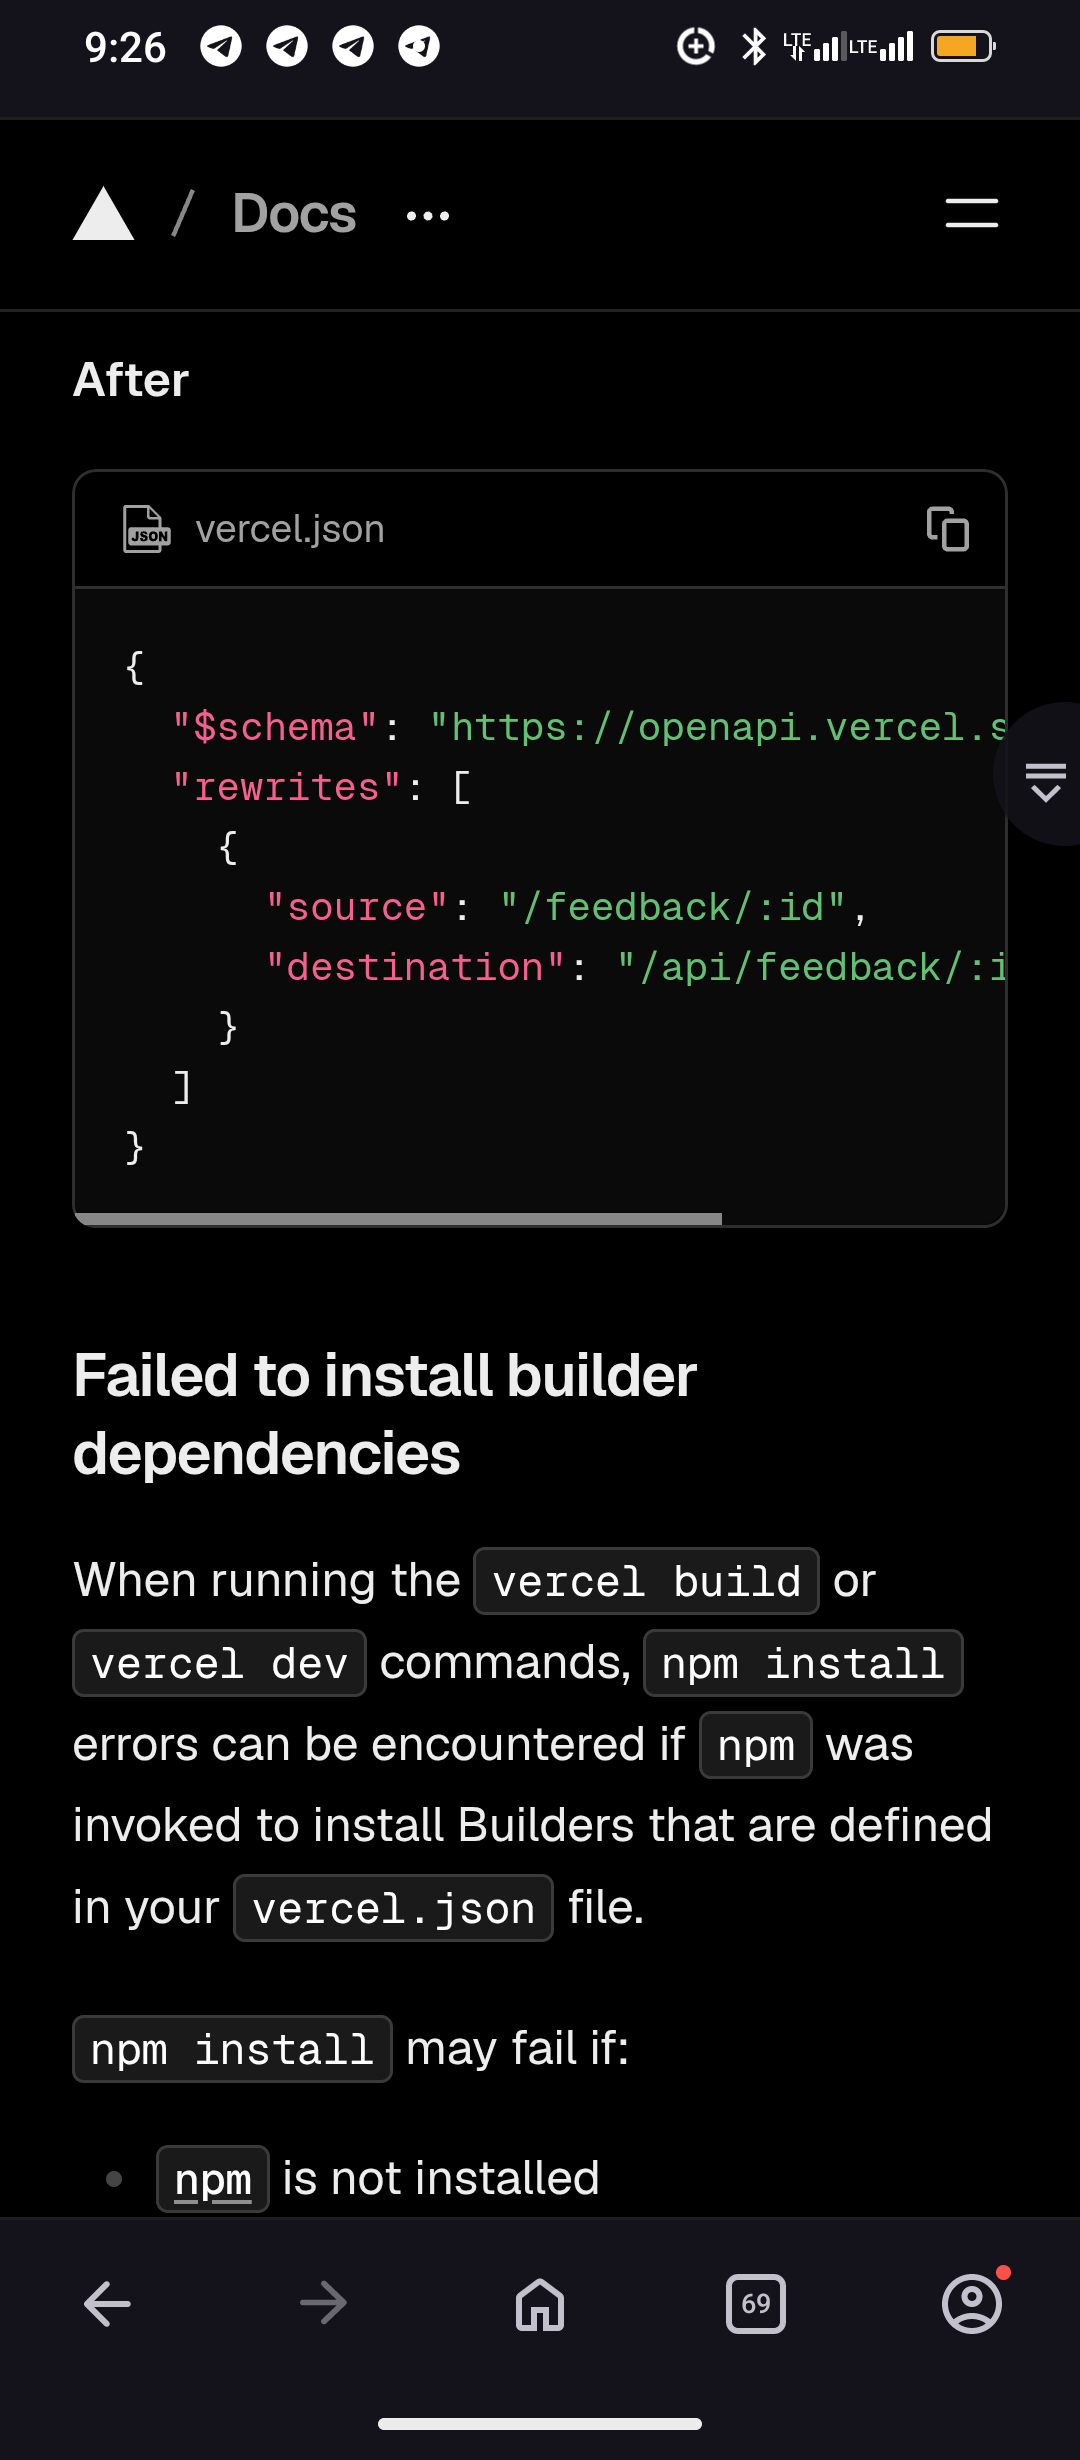 9:26
LTE
LTE
/ Docs ...
After
JSON vercel.json
{
"$schema": "https://openapi.vercel.s
"rewrites": [
{
"source": "/feedback/:id",
"destination": "/api/feedback/:i
}
]
}
Failed to install builder
dependencies
When running the vercel build or
vercel dev commands, npm install
errors can be encountered if npm was
invoked to install Builders that are defined
in your vercel.json file.
npm install may fail if:
npm is not installed
69